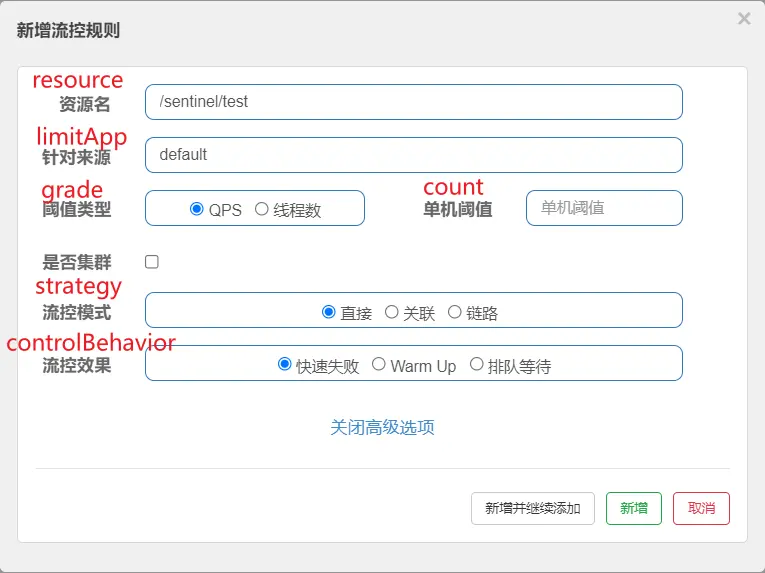 新增流控规则
×
resource
资源名 /sentinel/test
limitApp
针对来源 default
grade count
阈值类型 QPS 线程数 单机阈值 单机阈值
是否集群
strategy
流控模式 直接 关联 链路
controlBehavior
流控效果 快速失败 Warm Up 排队等待
关闭高级选项
新增并继续添加 新增 取消